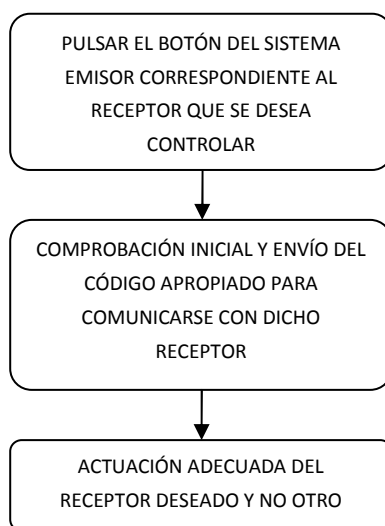 PULSAR EL BOTÓN DEL SISTEMA
EMISOR CORRESPONDIENTE AL
RECEPTOR QUE SE DESEA
CONTROLAR
COMPROBACIÓN INICIAL Y ENVÍO DEL
CÓDIGO APROPIADO PARA
COMUNICARSE CON DICHO
RECEPTOR
ACTUACIÓN ADECUADA DEL
RECEPTOR DESEADO Y NO OTRO